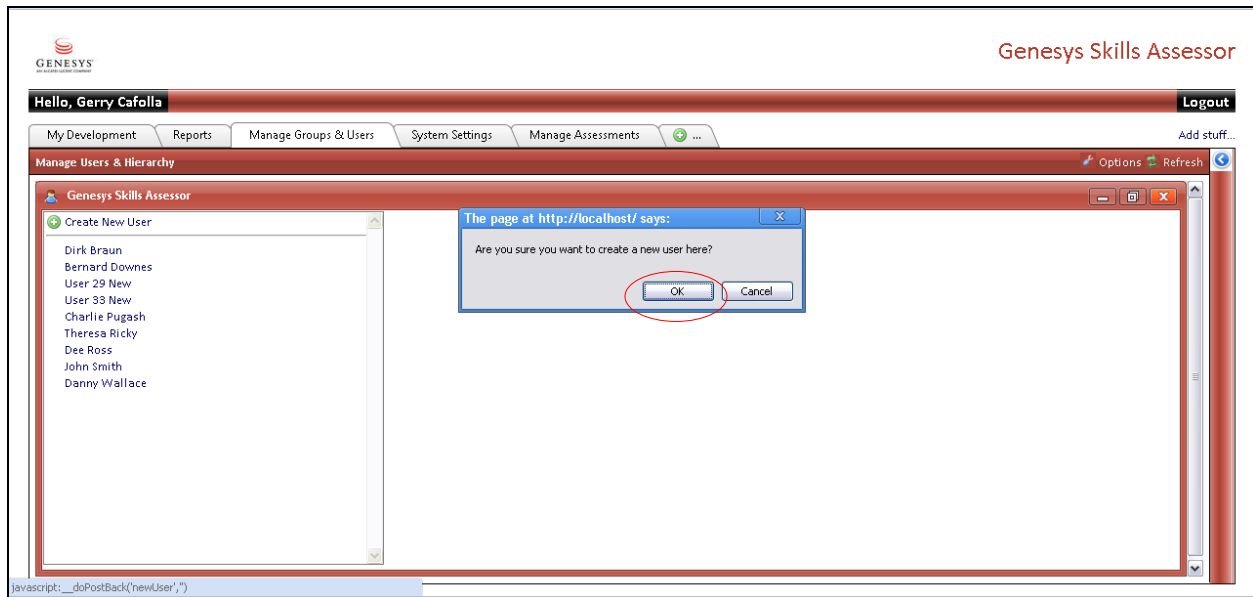 GENESYS
AN ALCATEL-LUCENT COMPANY
Genesys Skills Assessor
Hello, Gerry Cafolla
Logout
My Development
Reports
Manage Groups & Users
System Settings
Manage Assessments
...
Add stuff...
Manage Users & Hierarchy
Options
Refresh
Genesys Skills Assessor
Create New User
Dirk Braun
Bernard Downes
User 29 New
User 33 New
Charlie Pugash
Theresa Ricky
Dee Ross
John Smith
Danny Wallace
The page at http://localhost/ says:
Are you sure you want to create a new user here?
OK
Cancel
javascript:__doPostBack('newUser','')